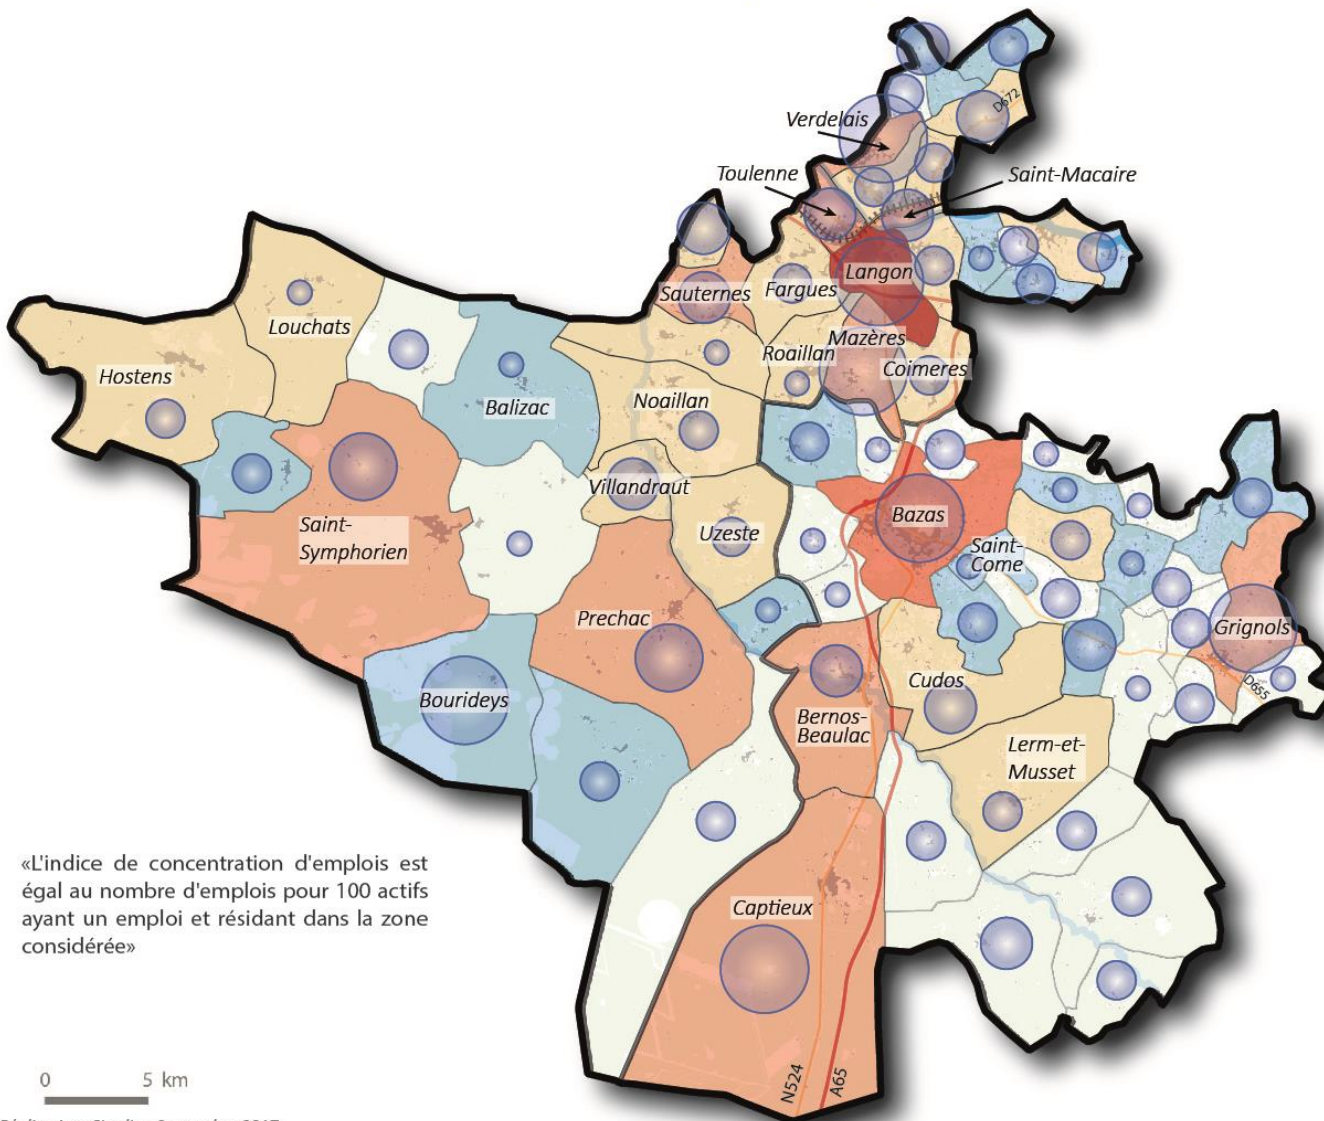 D672
Verdelais
Toulenne
Saint-Macaire
Langon
Sauternes
Fargues
Louchats
Mazères
Roaillan
Coimeres
Hostens
Noaillan
Balizac
Villandraut
Bazas
Saint-
Symphorien
Uzeste
Saint-
Come
Prechac
Grignols
Cudos
D655
Bourideys
Bernos-
Beaulac
Lerm-et-
Musset
«L'indice de concentration d'emplois est
égal au nombre d'emplois pour 100 actifs
ayant un emploi et résidant dans la zone
considérée»
Captieux
0 5 km
N524
A65